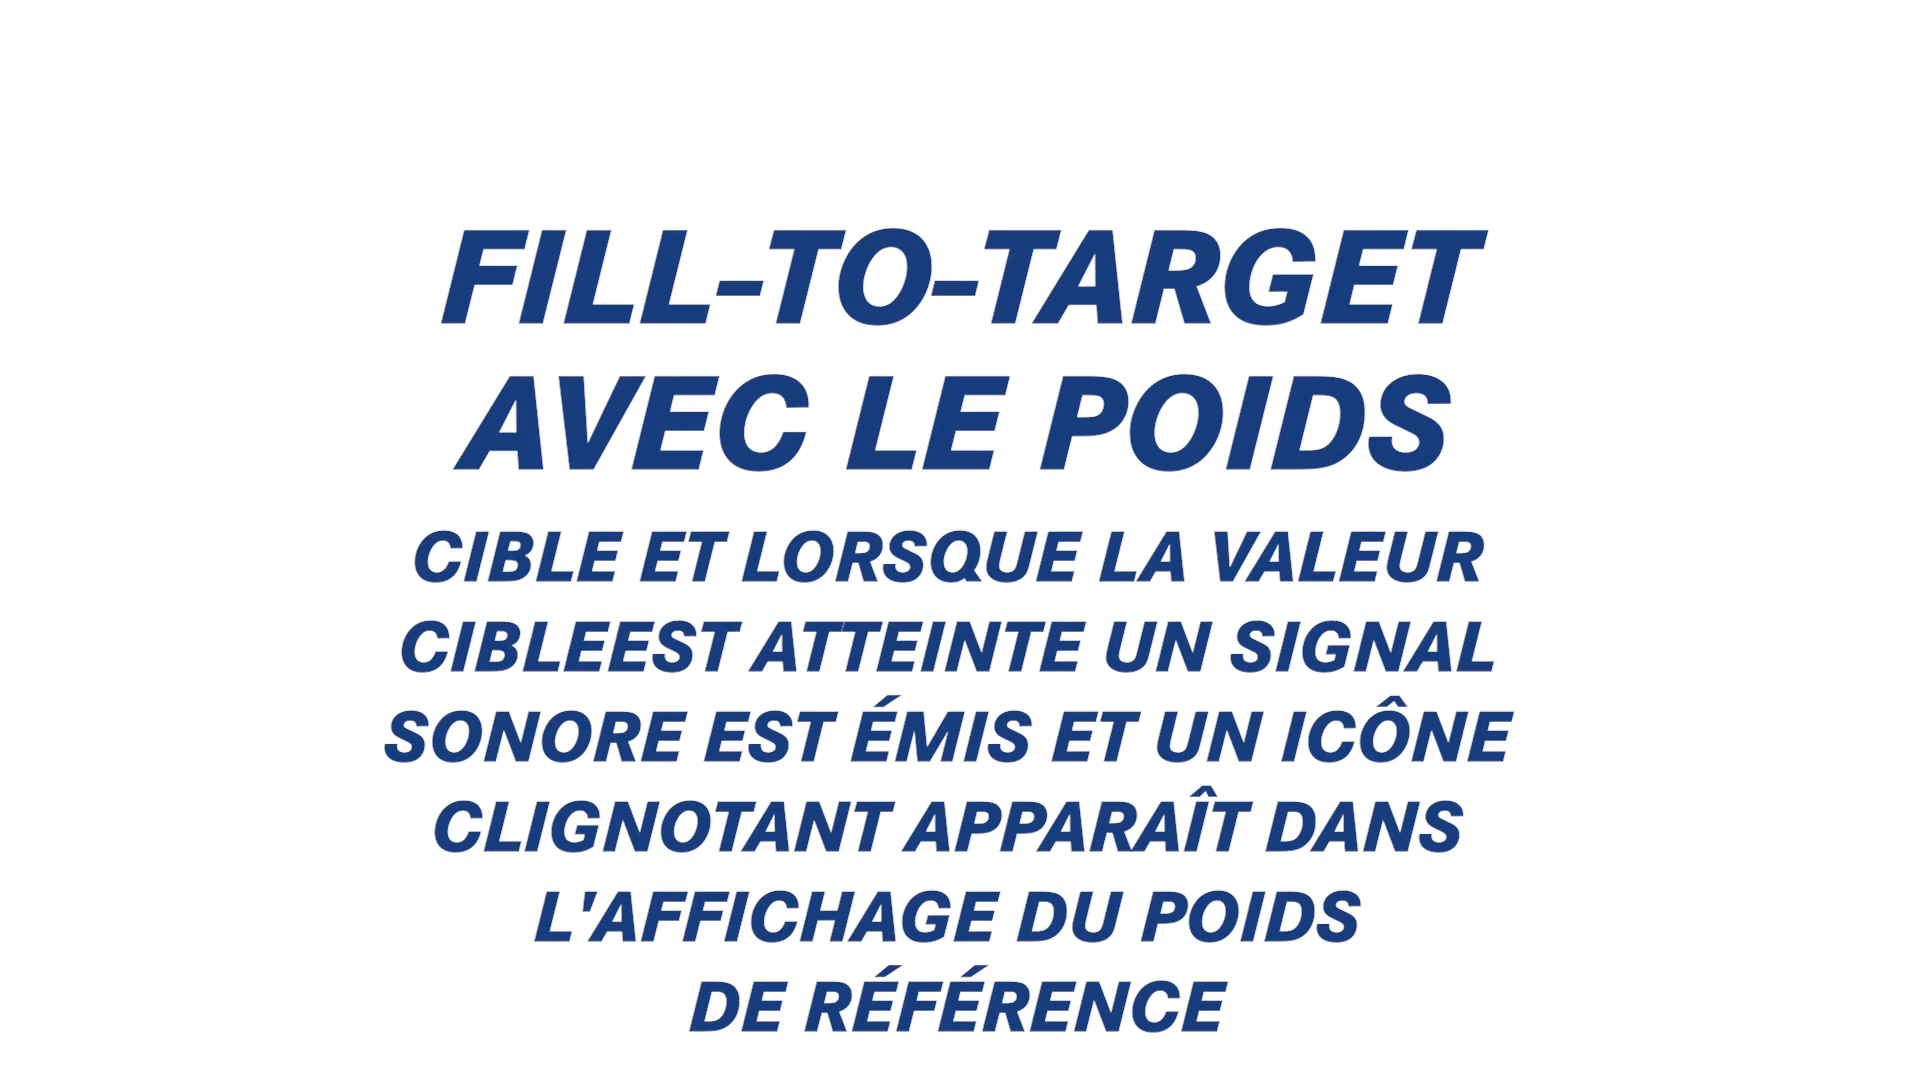 FILL-TO-TARGET
AVEC LE POIDS
CIBLE ET LORSQUE LA VALEUR
CIBLEEST ATTEINTE UN SIGNAL
SONORE EST ÉMIS ET UN ICÔNE
CLIGNOTANT APPARAÎT DANS
L'AFFICHAGE DU POIDS
DE RÉFÉRENCE